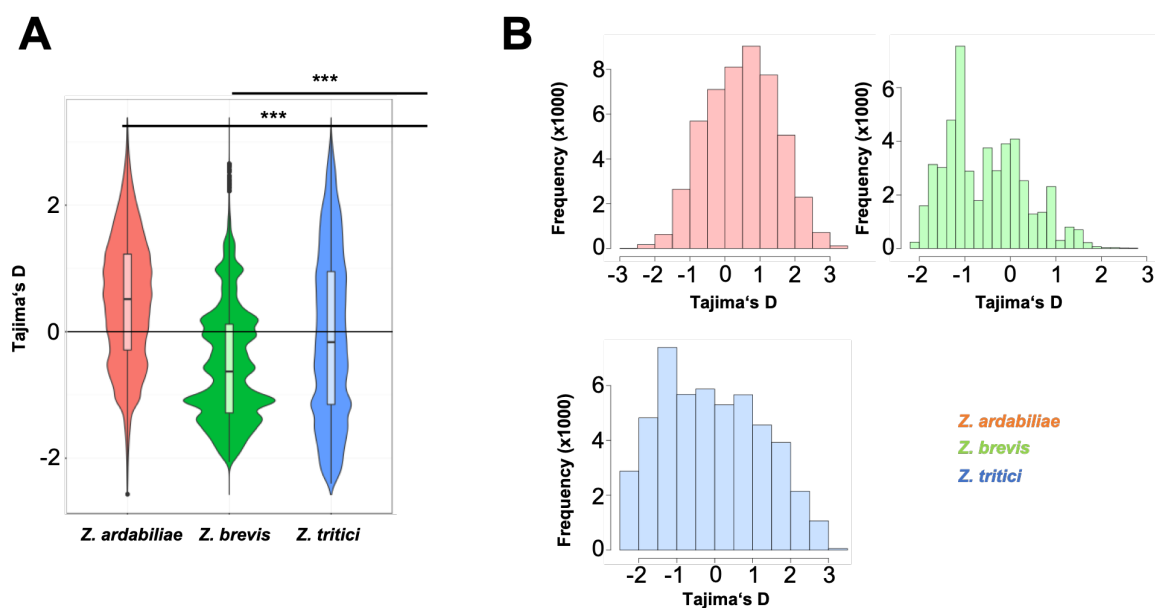 A
B
***
***
Tajima‘s D
2
0
-2
Z. ardabiliae Z. brevis Z. tritici
Frequency (x1000)
8
6
4
2
0
-3 -2 -1 0 1 2 3
Tajima‘s D
Frequency (x1000)
6
4
2
0
-2 -1 0 1 2 3
Tajima‘s D
Frequency (x1000)
6
4
2
0
-2 -1 0 1 2 3
Tajima‘s D
Z. ardabiliae
Z. brevis
Z. tritici